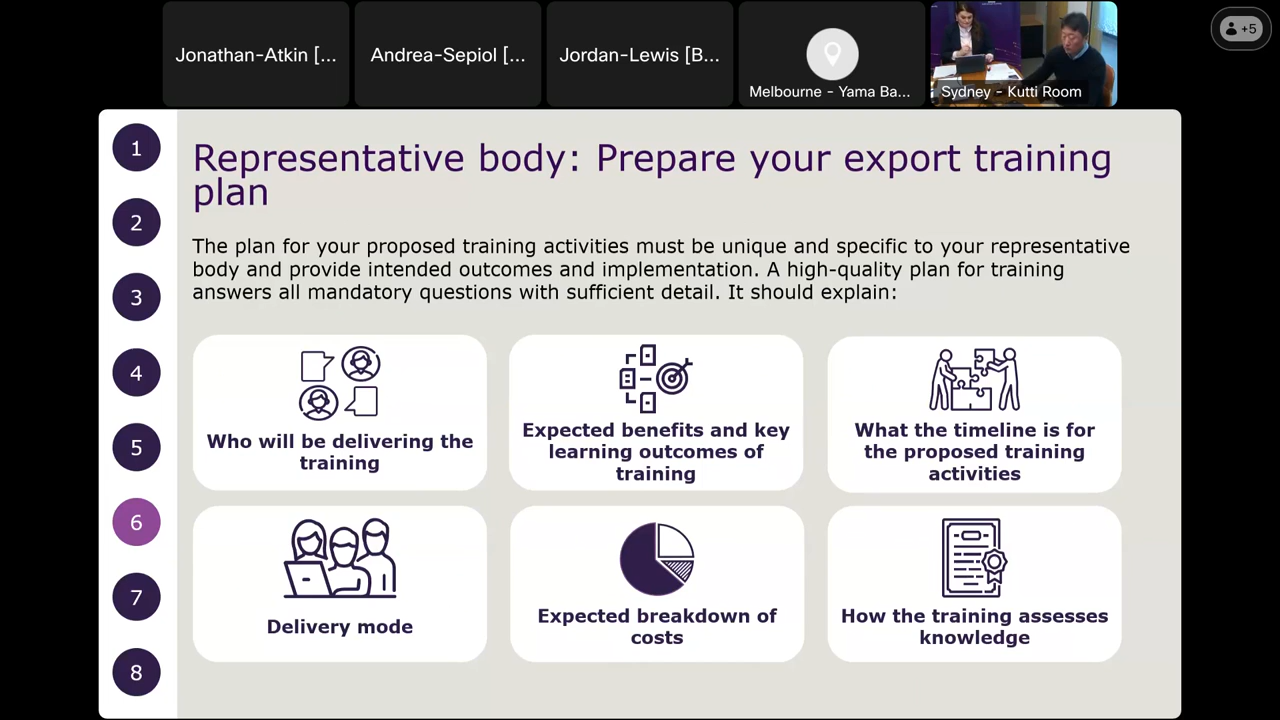 Jonathan-Atkin [...
Andrea-Sepiol [...
Jordan-Lewis [B...
Melbourne - Yama Ba...
Sydney - Kutti Room
+5
1
2
3
4
5
6
7
8
Representative body: Prepare your export training
plan
The plan for your proposed training activities must be unique and specific to your representative
body and provide intended outcomes and implementation. A high-quality plan for training
answers all mandatory questions with sufficient detail. It should explain:
Who will be delivering the
training
Expected benefits and key
learning outcomes of
training
What the timeline is for
the proposed training
activities
Delivery mode
Expected breakdown of
costs
How the training assesses
knowledge